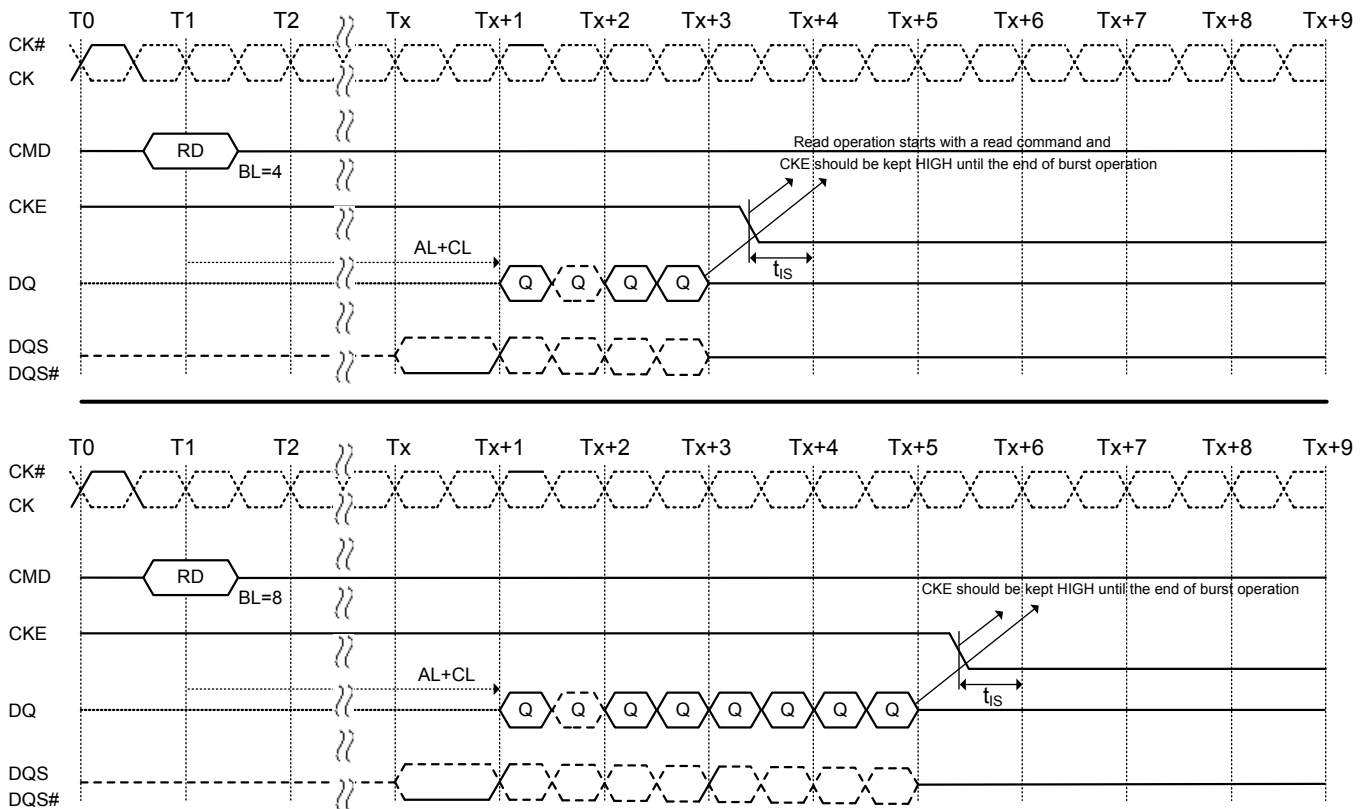 T0 T1 T2 Tx Tx+1 Tx+2 Tx+3 Tx+4 Tx+5 Tx+6 Tx+7 Tx+8 Tx+9
CK#
CK
Read operation starts with a read command and
CMD RD
CKE should be kept HIGH until the end of burst operation
BL=4
CKE
AL+CL
tIS
DQ Q Q Q Q
DQS
DQS#
T0 T1 T2 Tx Tx+1 Tx+2 Tx+3 Tx+4 Tx+5 Tx+6 Tx+7 Tx+8 Tx+9
CK#
CK
CMD RD
CKE should be kept HIGH until the end of burst operation
BL=8
CKE
AL+CL
tIS
DQ Q Q Q Q Q Q Q Q
DQS
DQS#